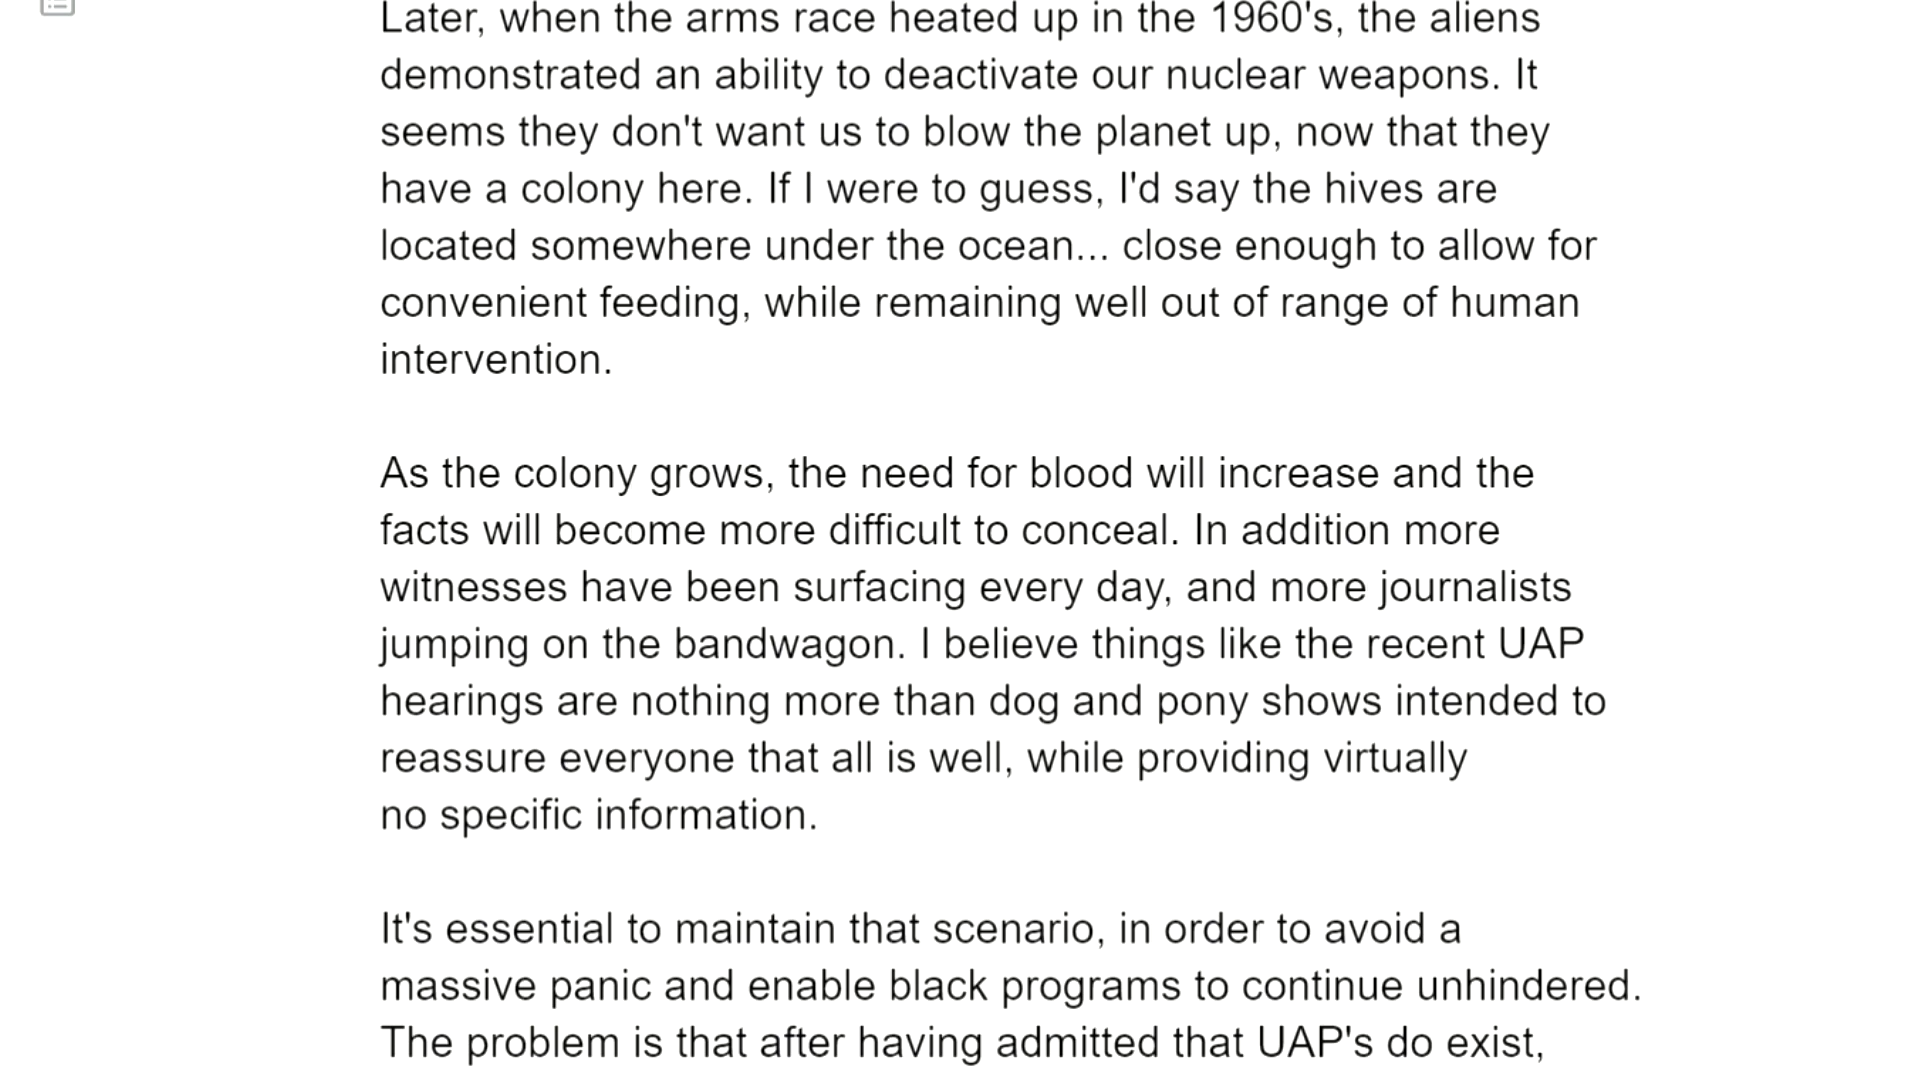 Later, when the arms race heated up in the 1960's, the aliens
demonstrated an ability to deactivate our nuclear weapons. It
seems they don't want us to blow the planet up, now that they
have a colony here. If I were to guess, I'd say the hives are
located somewhere under the ocean... close enough to allow for
convenient feeding, while remaining well out of range of human
intervention.
As the colony grows, the need for blood will increase and the
facts will become more difficult to conceal. In addition more
witnesses have been surfacing every day, and more journalists
jumping on the bandwagon. I believe things like the recent UAP
hearings are nothing more than dog and pony shows intended to
reassure everyone that all is well, while providing virtually
no specific information.
It's essential to maintain that scenario, in order to avoid a
massive panic and enable black programs to continue unhindered.
The problem is that after having admitted that UAP's do exist,